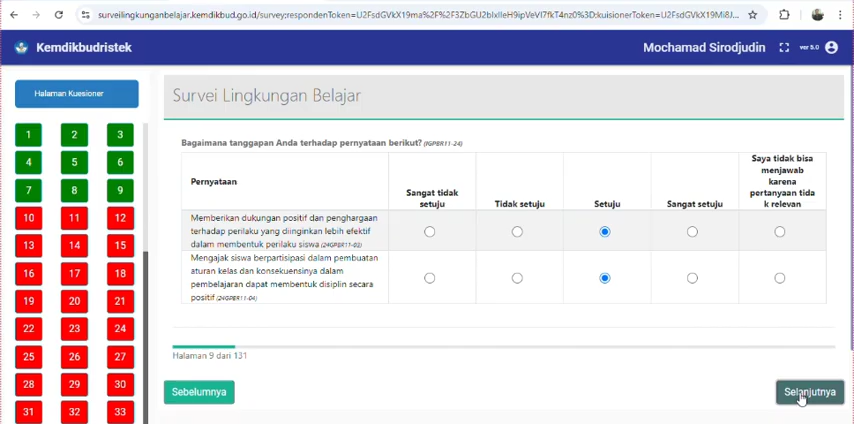 surveilingkunganbelajar.kemdikbud.go.id/survey;respondenToken=
Kemdikbudristek
Mochamad Sirodjudin
ver 5.0
Halaman Kuesioner
1 2 3
4 5 6
7 8 9
10 11 12
13 14 15
16 17 18
19 20 21
22 23 24
25 26 27
28 29 30
31 32 33
Survei Lingkungan Belajar
Bagaimana tanggapan Anda terhadap pernyataan berikut? (IGPBR11-24)
Pernyataan
Sangat tidak
setuju
Tidak setuju
Setuju
Sangat setuju
Saya tidak bisa
menjawab
karena
pertanyaan tida
k relevan
Memberikan dukungan positif dan penghargaan
terhadap perilaku yang diinginkan lebih efektif
dalam membentuk perilaku siswa (24GPBR11-03)
Mengajak siswa berpartisipasi dalam pembuatan
aturan kelas dan konsekuensinya dalam
pembelajaran dapat membentuk disiplin secara
positif (24GPBR11-04)
Halaman 9 dari 131
Sebelumnya
Selanjutnya